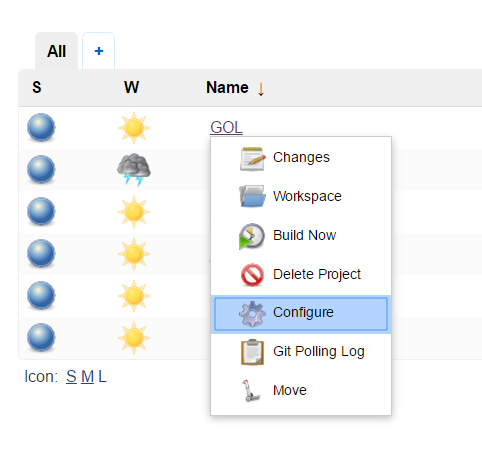 All +
S W Name ↓
GOL
Changes
Workspace
Build Now
Delete Project
Configure
Git Polling Log
Move
Icon: S M L